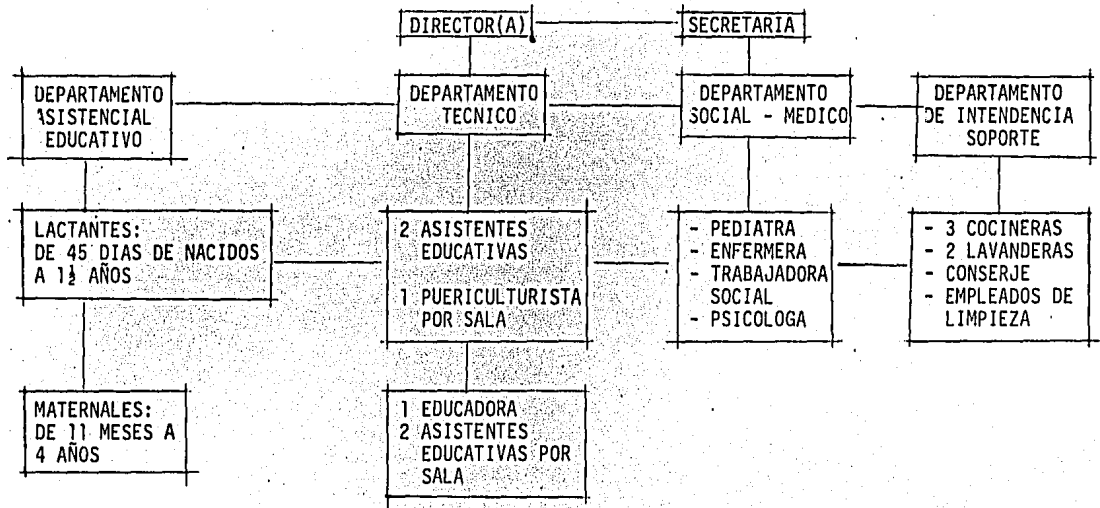 DIRECTOR(A)
SECRETARIA
DEPARTAMENTO
ASISTENCIAL
EDUCATIVO
DEPARTAMENTO
TECNICO
DEPARTAMENTO
SOCIAL - MEDICO
DEPARTAMENTO
DE INTENDENCIA
SOPORTE
LACTANTES:
DE 45 DIAS DE NACIDOS
A 1½ AÑOS
2 ASISTENTES
EDUCATIVAS
1 PUERICULTURISTA
POR SALA
- PEDIATRA
- ENFERMERA
- TRABAJADORA
SOCIAL
- PSICOLOGA
- 3 COCINERAS
- 2 LAVANDERAS
- CONSERJE
- EMPLEADOS DE
LIMPIEZA
MATERNALES:
DE 11 MESES A
4 AÑOS
1 EDUCADORA
2 ASISTENTES
EDUCATIVAS POR
SALA